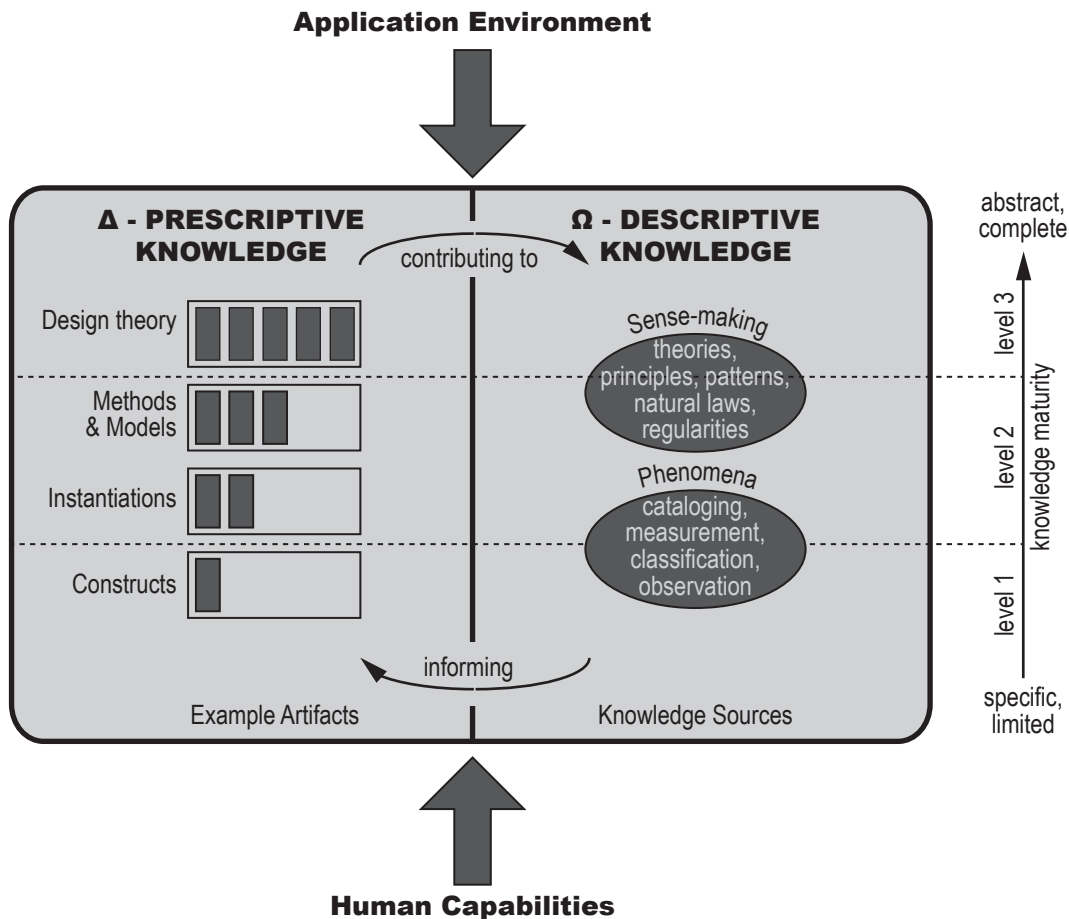 Application Environment
Δ - PRESCRIPTIVE
KNOWLEDGE
Ω - DESCRIPTIVE
KNOWLEDGE
contributing to
Design theory
Methods
& Models
Instantiations
Constructs
Sense-making
theories,
principles, patterns,
natural laws,
regularities
Phenomena
cataloging,
measurement,
classification,
observation
informing
Example Artifacts
Knowledge Sources
abstract,
complete
level 3
level 2
level 1
knowledge maturity
specific,
limited
Human Capabilities